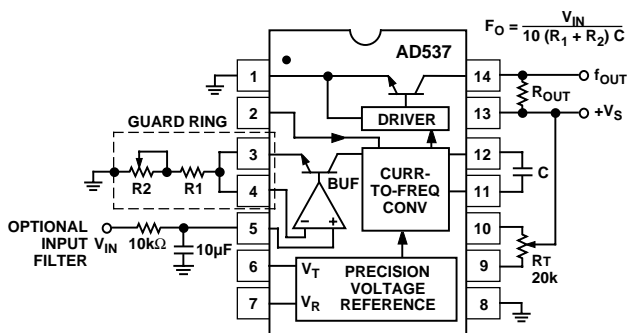 F_O = V_IN / 10 (R_1 + R_2) C
AD537
1
14
f_OUT
R_OUT
2
DRIVER
13
+V_S
GUARD RING
3
12
C
R2
R1
BUF
CURR-
TO-FREQ
CONV
4
11
OPTIONAL
INPUT
FILTER
V_IN
10kΩ
10µF
5
– +
10
R_T
20k
6
V_T
PRECISION
VOLTAGE
REFERENCE
9
7
V_R
8